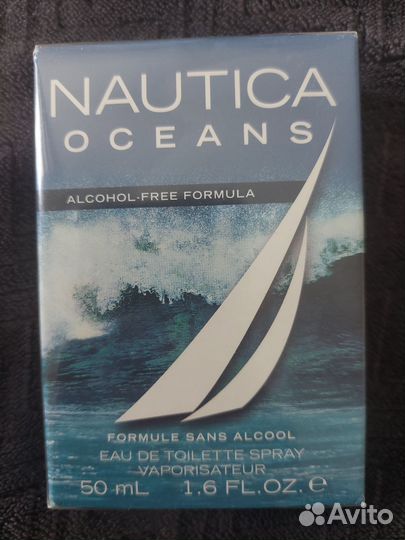 NAUTICA
OCEANS
ALCOHOL-FREE FORMULA
FORMULE SANS ALCOOL
EAU DE TOILETTE SPRAY
VAPORISATEUR
50 mL 1.6 FL.OZ. ℮
Avito